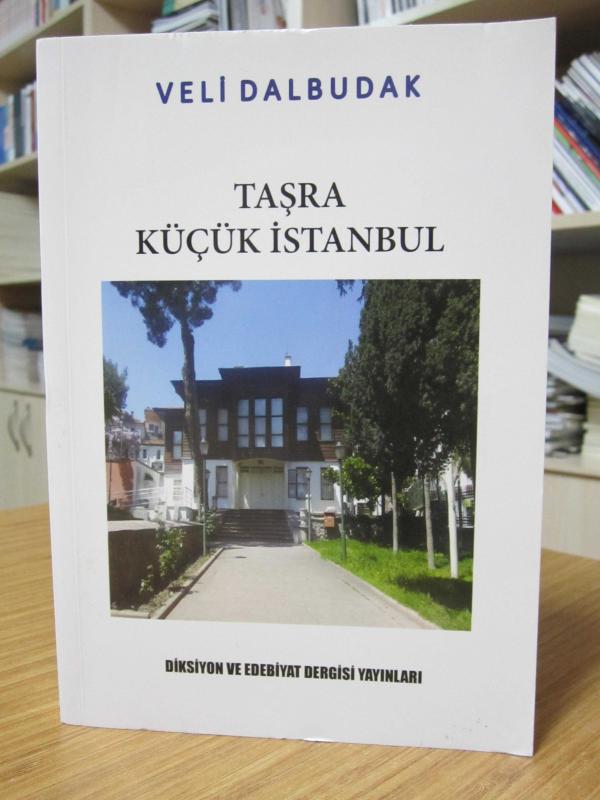 VELİ DALBUDAK
TAŞRA
KÜÇÜK İSTANBUL
DİKSİYON VE EDEBİYAT DERGİSİ YAYINLARI